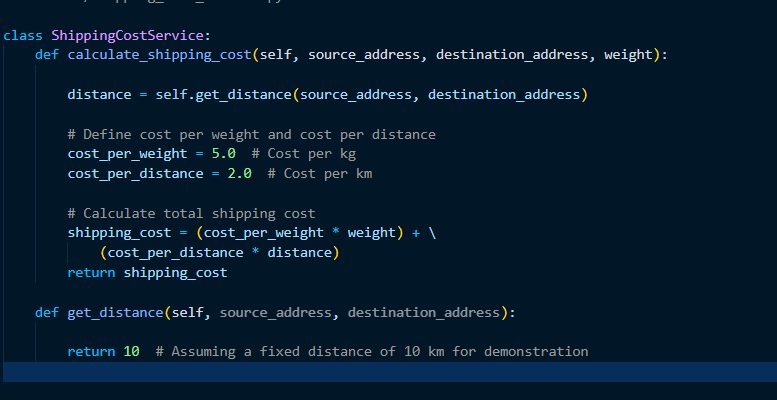 class ShippingCostService:
    def calculate_shipping_cost(self, source_address, destination_address, weight):
        distance = self.get_distance(source_address, destination_address)
        # Define cost per weight and cost per distance
        cost_per_weight = 5.0  # Cost per kg
        cost_per_distance = 2.0  # Cost per km
        # Calculate total shipping cost
        shipping_cost = (cost_per_weight * weight) + \
            (cost_per_distance * distance)
        return shipping_cost
    def get_distance(self, source_address, destination_address):
        return 10  # Assuming a fixed distance of 10 km for demonstration